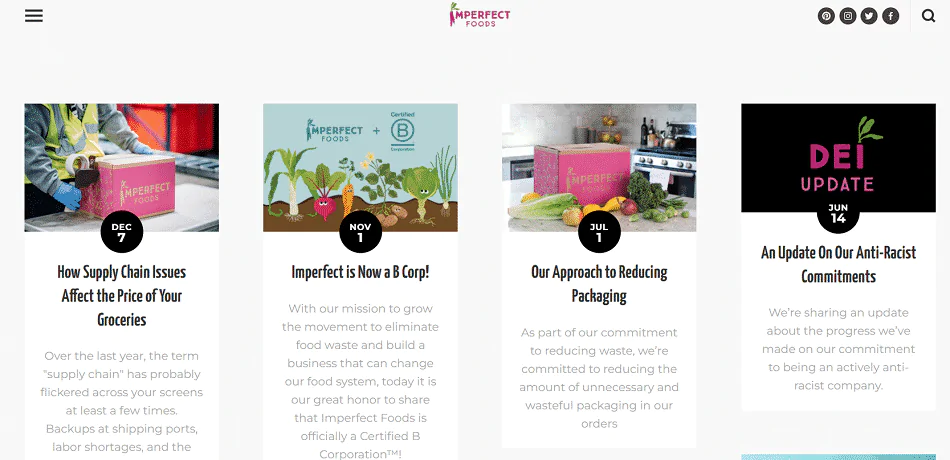 IMPERFECT
FOODS
IMPERFECT
FOODS
DEC
7
How Supply Chain Issues
Affect the Price of Your
Groceries
Over the last year, the term
"supply chain" has probably
flickered across your screens
at least a few times.
Backups at shipping ports,
labor shortages, and the
IMPERFECT
FOODS
+
Certified
B
Corporation
NOV
1
Imperfect is Now a B Corp!
With our mission to grow
the movement to eliminate
food waste and build a
business that can change
our food system, today it is
our great honor to share
that Imperfect Foods is
officially a Certified B
Corporation™!
IMPERFECT
FOODS
JUL
1
Our Approach to Reducing
Packaging
As part of our commitment
to reducing waste, we’re
committed to reducing the
amount of unnecessary and
wasteful packaging in our
orders
DEI
UPDATE
JUN
14
An Update On Our Anti-Racist
Commitments
We’re sharing an update
about the progress we’ve
made on our commitment
to being an actively anti-
racist company.